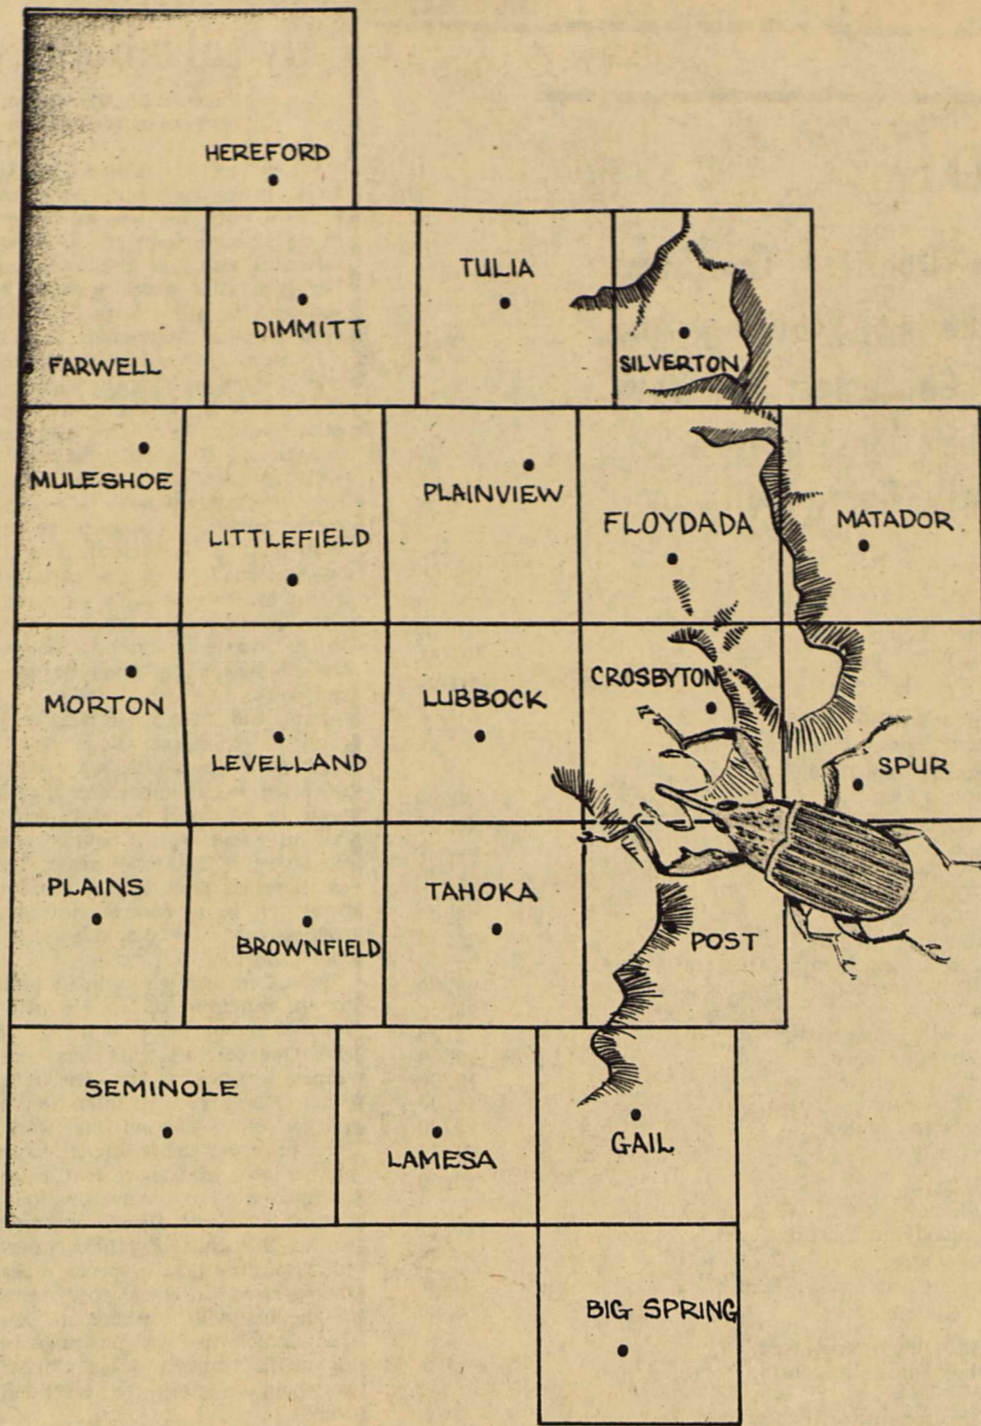 HEREFORD
TULIA
DIMMITT
FARWELL
SILVERTON
MULESHOE
PLAINVIEW
LITTLEFIELD
FLOYDADA
MATADOR
MORTON
LUBBOCK
CROSBYTON
LEVELLAND
SPUR
PLAINS
TAHOKA
BROWNFIELD
POST
SEMINOLE
LAMESA
GAIL
BIG SPRING